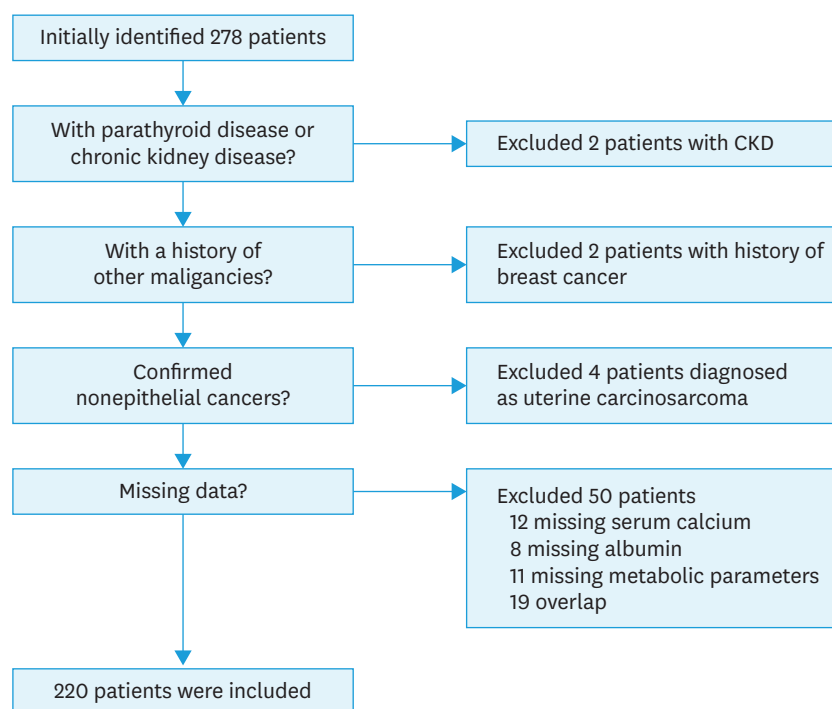 Initially identified 278 patients
With parathyroid disease or
chronic kidney disease?
Excluded 2 patients with CKD
With a history of
other maligancies?
Excluded 2 patients with history of
breast cancer
Confirmed
nonepithelial cancers?
Excluded 4 patients diagnosed
as uterine carcinosarcoma
Missing data?
Excluded 50 patients
12 missing serum calcium
8 missing albumin
11 missing metabolic parameters
19 overlap
220 patients were included